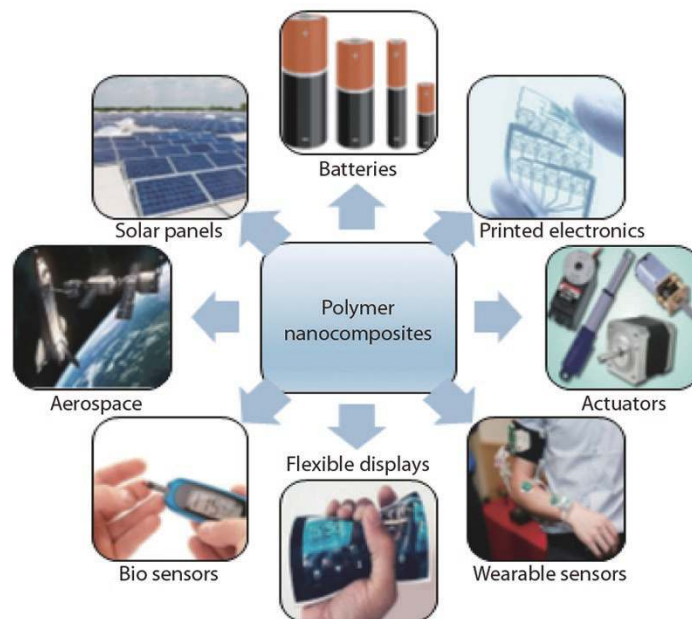 Batteries
Solar panels
Printed electronics
Polymer
nanocomposites
Aerospace
Actuators
Flexible displays
Bio sensors
Wearable sensors